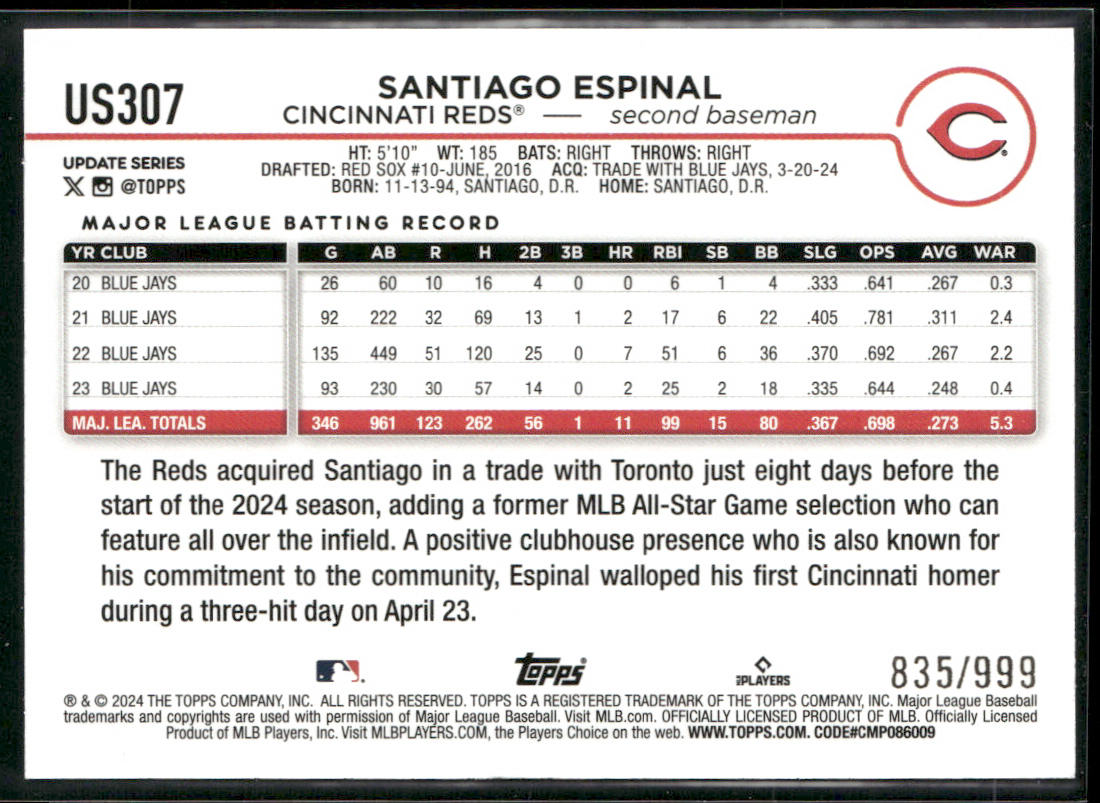 US307
SANTIAGO ESPINAL
CINCINNATI REDS® — second baseman
C®
UPDATE SERIES
X @TOPPS
HT: 5'10" WT: 185 BATS: RIGHT THROWS: RIGHT
DRAFTED: RED SOX #10-JUNE, 2016 ACQ: TRADE WITH BLUE JAYS, 3-20-24
BORN: 11-13-94, SANTIAGO, D.R. HOME: SANTIAGO, D.R.
MAJOR LEAGUE BATTING RECORD
YR CLUB G AB R H 2B 3B HR RBI SB BB SLG OPS AVG WAR
20 BLUE JAYS 26 60 10 16 4 0 0 6 1 4 .333 .641 .267 0.3
21 BLUE JAYS 92 222 32 69 13 1 2 17 6 22 .405 .781 .311 2.4
22 BLUE JAYS 135 449 51 120 25 0 7 51 6 36 .370 .692 .267 2.2
23 BLUE JAYS 93 230 30 57 14 0 2 25 2 18 .335 .644 .248 0.4
MAJ. LEA. TOTALS 346 961 123 262 56 1 11 99 15 80 .367 .698 .273 5.3
The Reds acquired Santiago in a trade with Toronto just eight days before the
start of the 2024 season, adding a former MLB All-Star Game selection who can
feature all over the infield. A positive clubhouse presence who is also known for
his commitment to the community, Espinal walloped his first Cincinnati homer
during a three-hit day on April 23.
Topps® MLB PLAYERS 835/999
® & © 2024 THE TOPPS COMPANY, INC. ALL RIGHTS RESERVED. TOPPS IS A REGISTERED TRADEMARK OF THE TOPPS COMPANY, INC. Major League Baseball
trademarks and copyrights are used with permission of Major League Baseball. Visit MLB.com. OFFICIALLY LICENSED PRODUCT OF MLB. Officially Licensed
Product of MLB Players, Inc. Visit MLBPLAYERS.COM, the Players Choice on the web. WWW.TOPPS.COM. CODE#CMP086009